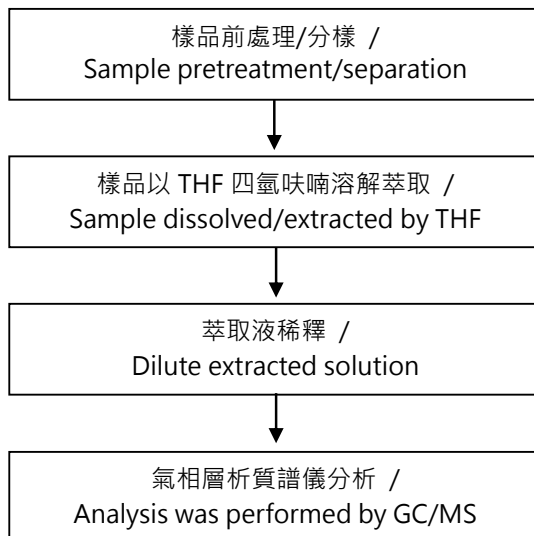 樣品前處理/分樣 /
Sample pretreatment/separation
樣品以 THF 四氫呋喃溶解萃取 /
Sample dissolved/extracted by THF
萃取液稀釋 /
Dilute extracted solution
氣相層析質譜儀分析 /
Analysis was performed by GC/MS